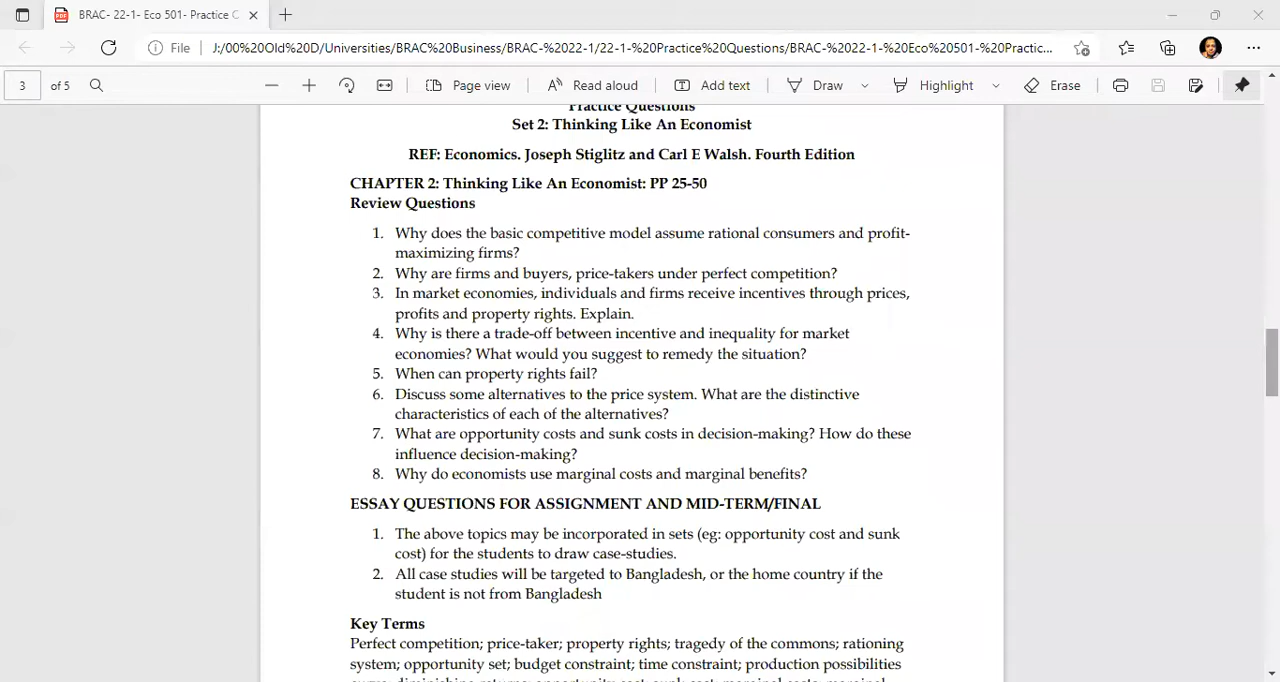 BRAC- 22-1- Eco 501- Practice C
File
J:/00%20Old%20D/Universities/BRAC%20Business/BRAC-%2022-1/22-1-%20Practice%20Questions/BRAC-%2022-1-%20Eco%20501-%20Practic...
3 of 5 Page view Read aloud Add text Draw Highlight Erase
Practice Questions
Set 2: Thinking Like An Economist
REF: Economics. Joseph Stiglitz and Carl E Walsh. Fourth Edition
CHAPTER 2: Thinking Like An Economist: PP 25-50
Review Questions
1. Why does the basic competitive model assume rational consumers and profit-
maximizing firms?
2. Why are firms and buyers, price-takers under perfect competition?
3. In market economies, individuals and firms receive incentives through prices,
profits and property rights. Explain.
4. Why is there a trade-off between incentive and inequality for market
economies? What would you suggest to remedy the situation?
5. When can property rights fail?
6. Discuss some alternatives to the price system. What are the distinctive
characteristics of each of the alternatives?
7. What are opportunity costs and sunk costs in decision-making? How do these
influence decision-making?
8. Why do economists use marginal costs and marginal benefits?
ESSAY QUESTIONS FOR ASSIGNMENT AND MID-TERM/FINAL
1. The above topics may be incorporated in sets (eg: opportunity cost and sunk
cost) for the students to draw case-studies.
2. All case studies will be targeted to Bangladesh, or the home country if the
student is not from Bangladesh
Key Terms
Perfect competition; price-taker; property rights; tragedy of the commons; rationing
system; opportunity set; budget constraint; time constraint; production possibilities